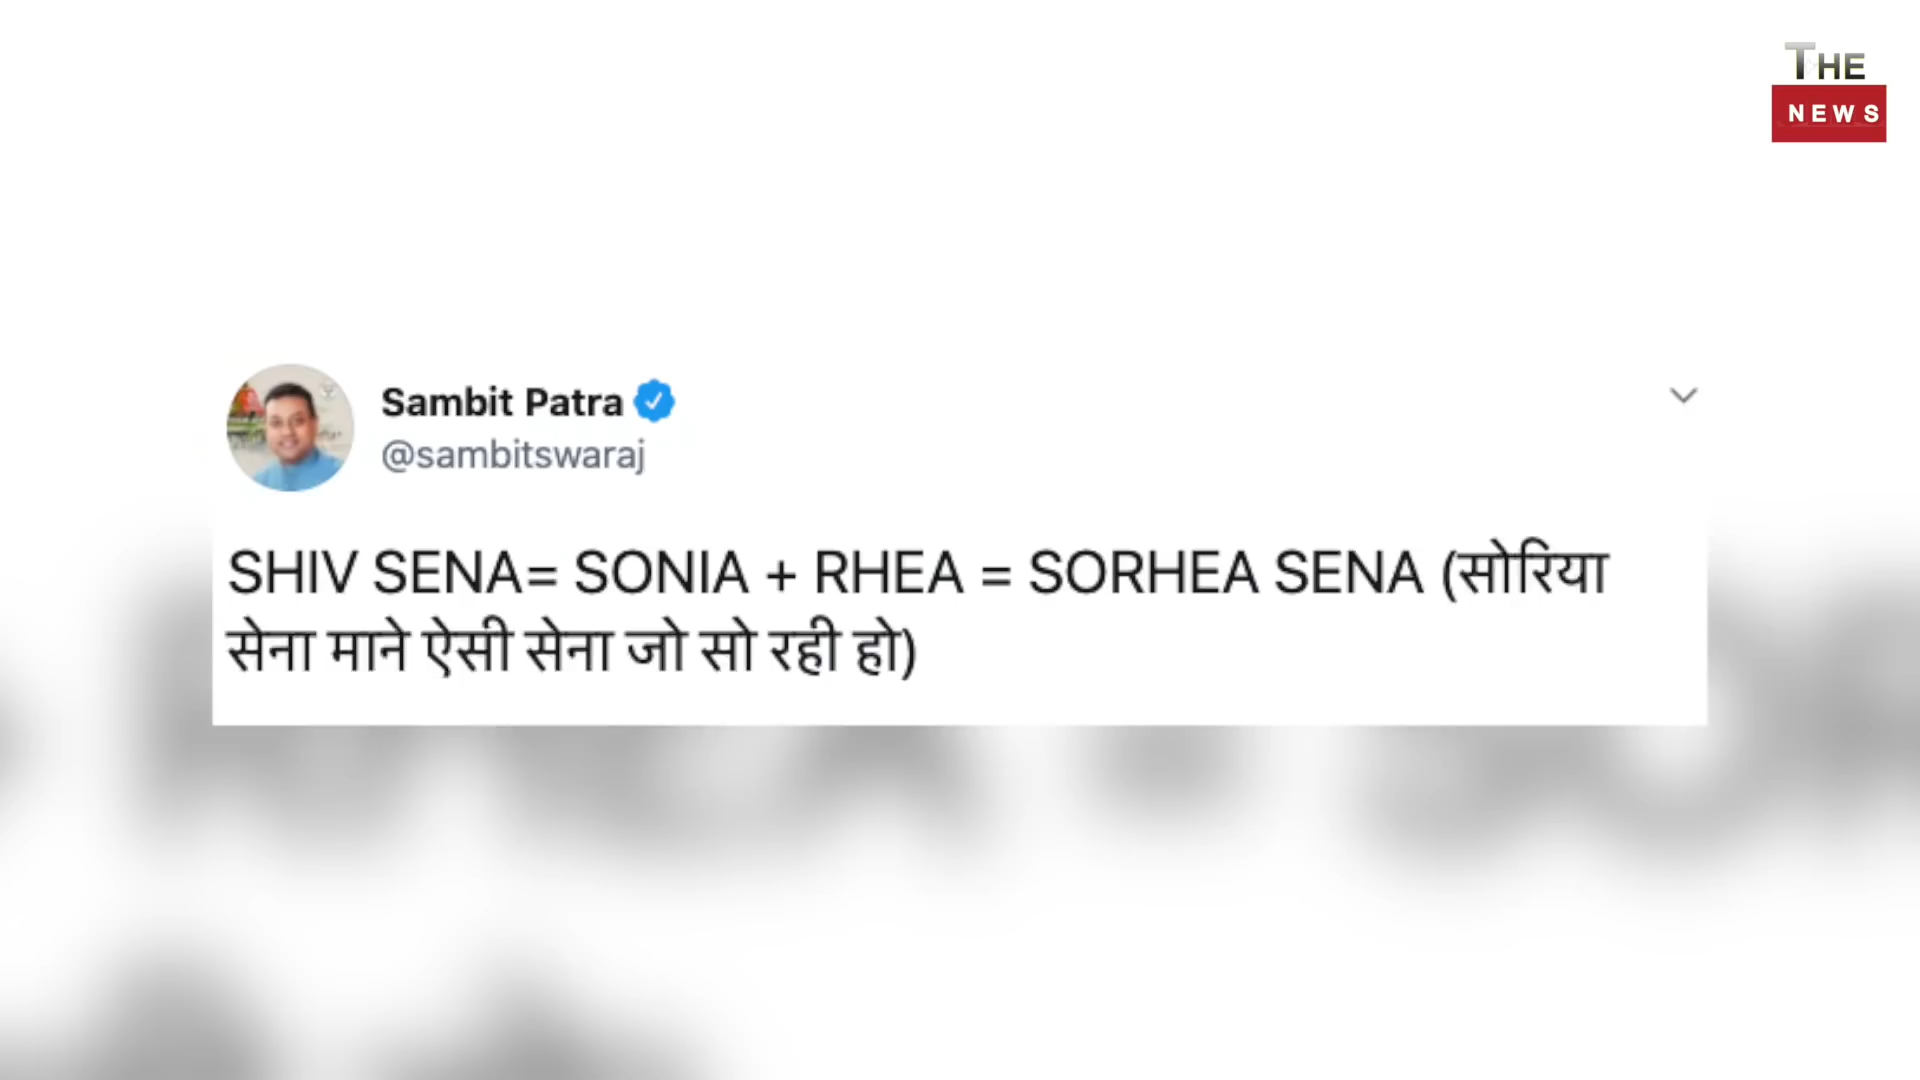 THE
NEWS
Sambit Patra
@sambitswaraj
SHIV SENA= SONIA + RHEA = SORHEA SENA (सोरिया
सेना माने ऐसी सेना जो सो रही हो)